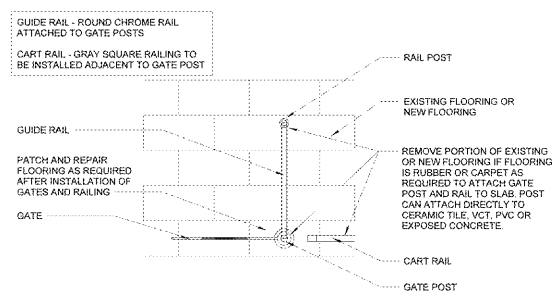 GUIDE RAIL - ROUND CHROME RAIL
ATTACHED TO GATE POSTS
CART RAIL - GRAY SQUARE RAILING TO
BE INSTALLED ADJACENT TO GATE POST
RAIL POST
EXISTING FLOORING OR
NEW FLOORING
GUIDE RAIL
REMOVE PORTION OF EXISTING
OR NEW FLOORING IF FLOORING
IS RUBBER OR CARPET AS
REQUIRED TO ATTACH GATE
POST AND RAIL TO SLAB. POST
CAN ATTACH DIRECTLY TO
CERAMIC TILE, VCT, PVC OR
EXPOSED CONCRETE.
PATCH AND REPAIR
FLOORING AS REQUIRED
AFTER INSTALLATION OF
GATES AND RAILING
GATE
CART RAIL
GATE POST